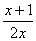 x + 1
2x